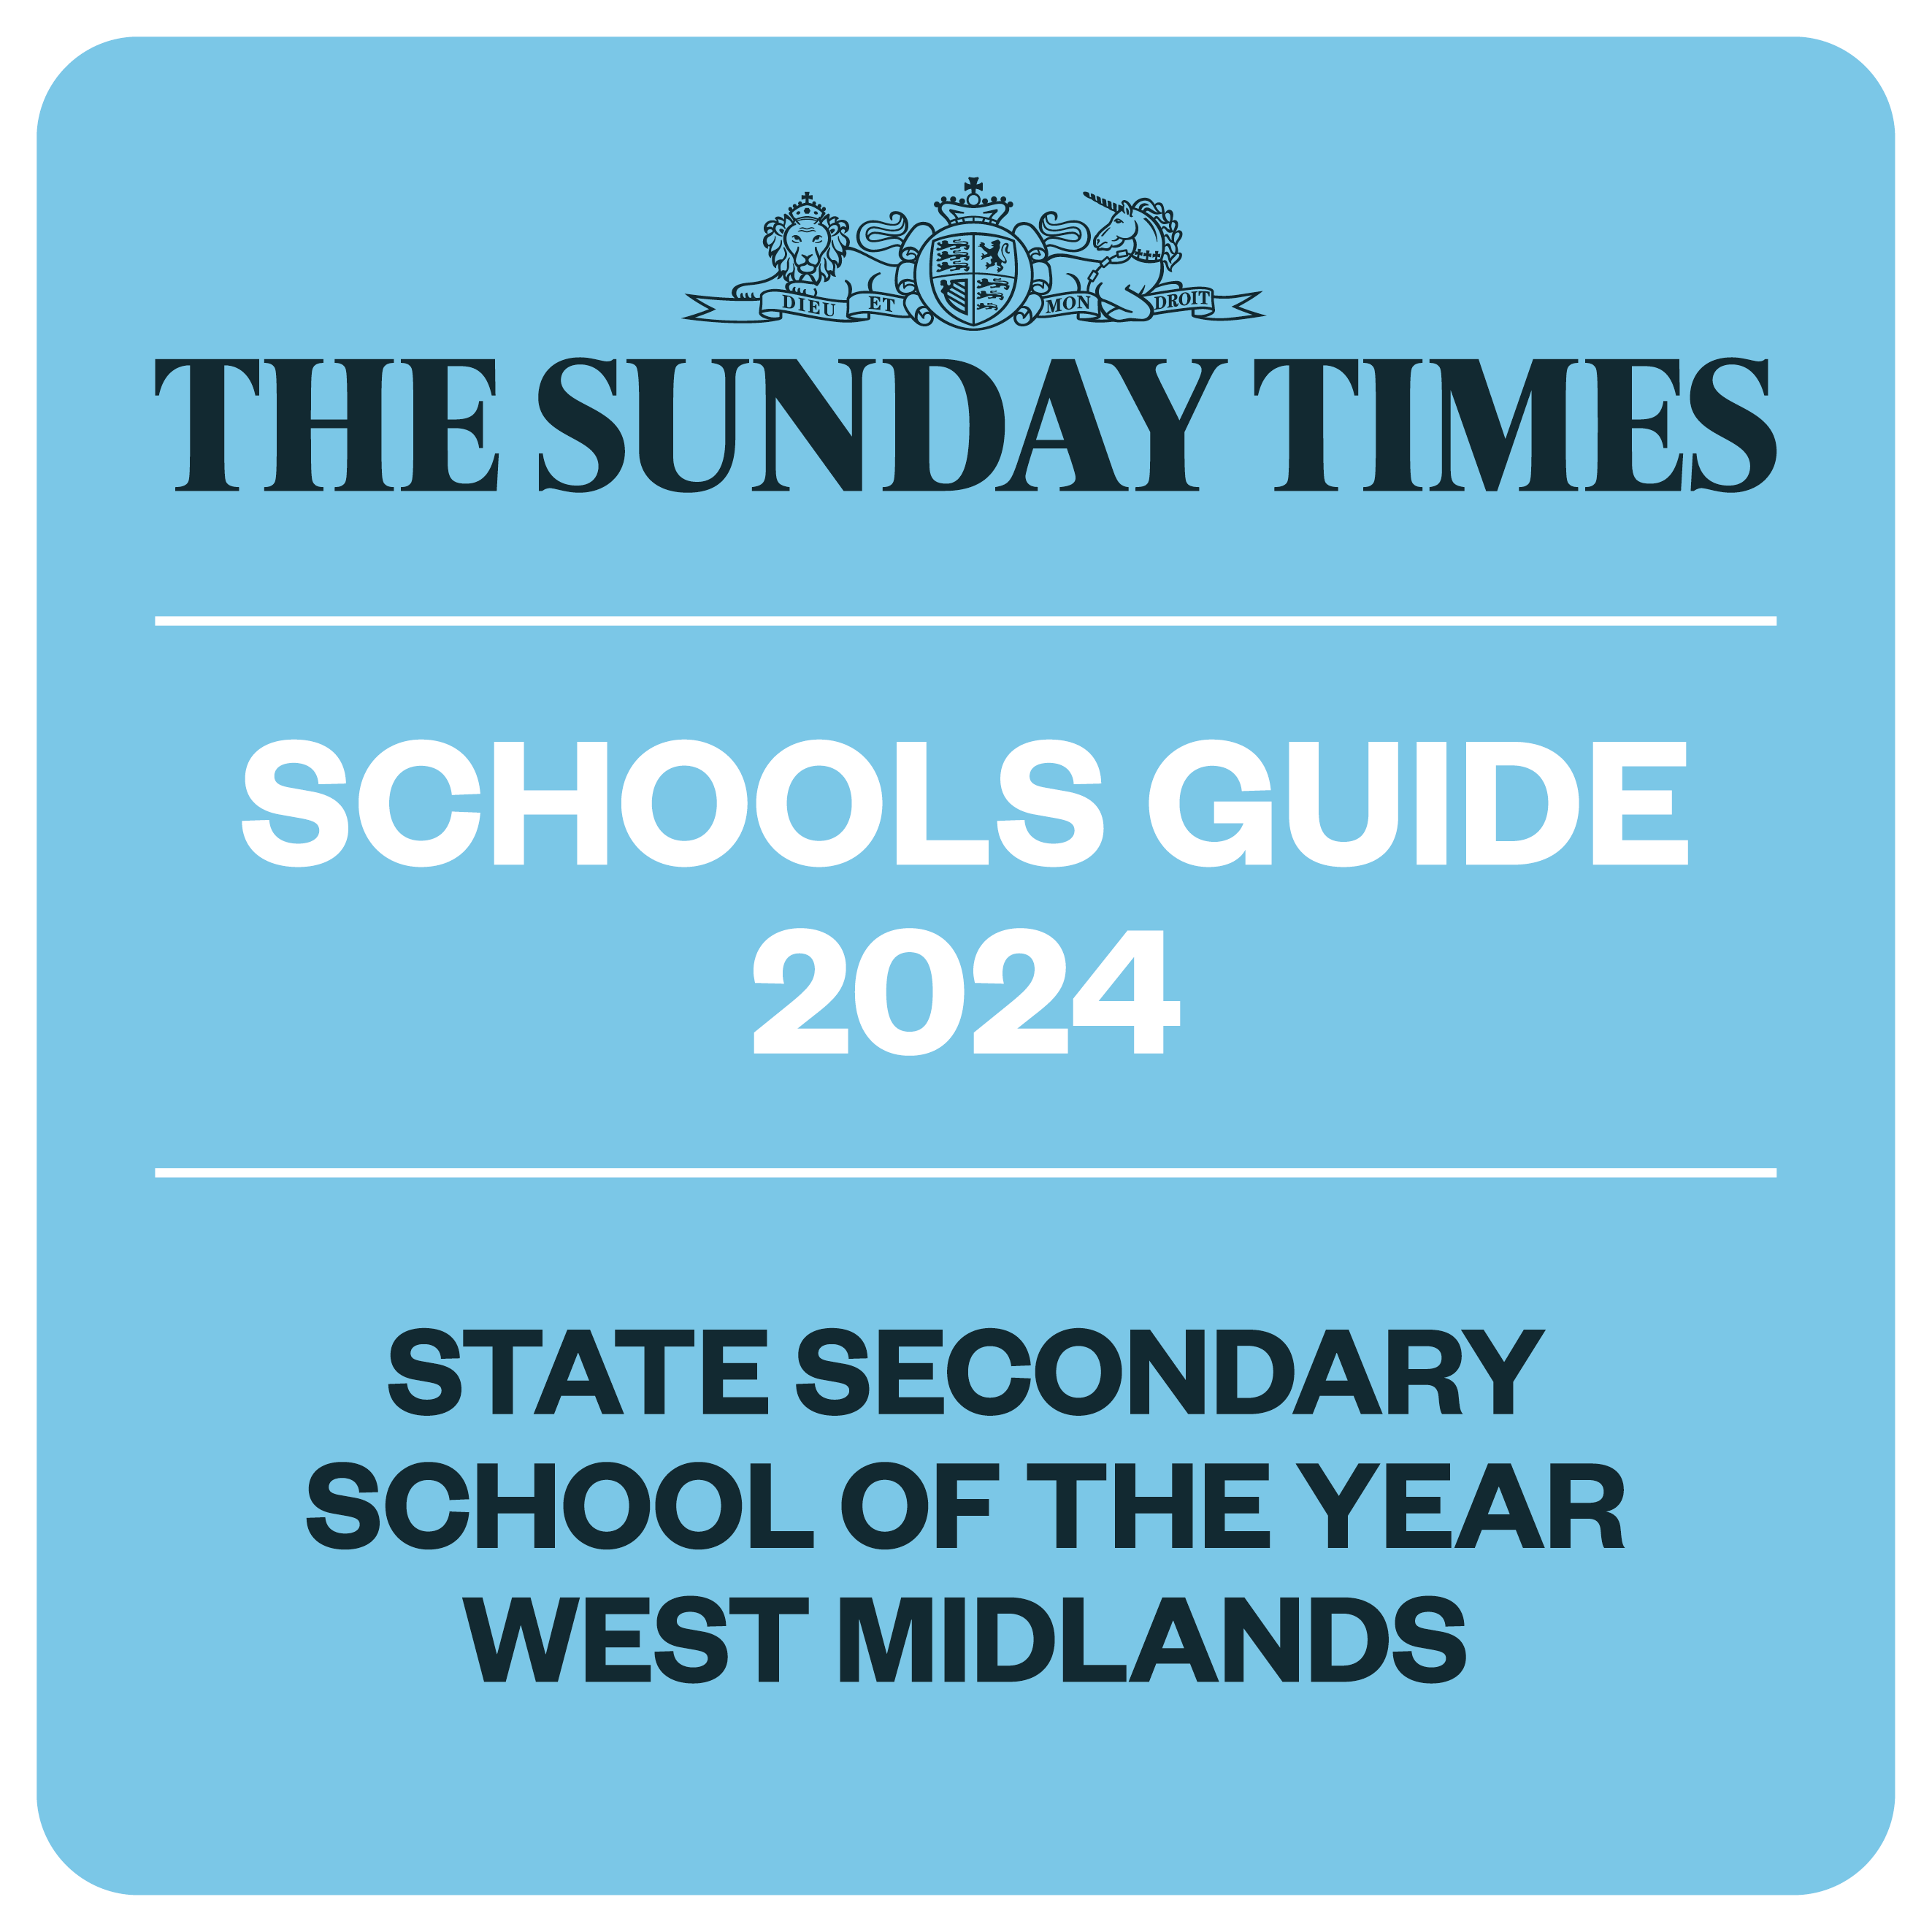 DIEU ET MON DROIT
THE SUNDAY TIMES
SCHOOLS GUIDE
2024
STATE SECONDARY
SCHOOL OF THE YEAR
WEST MIDLANDS